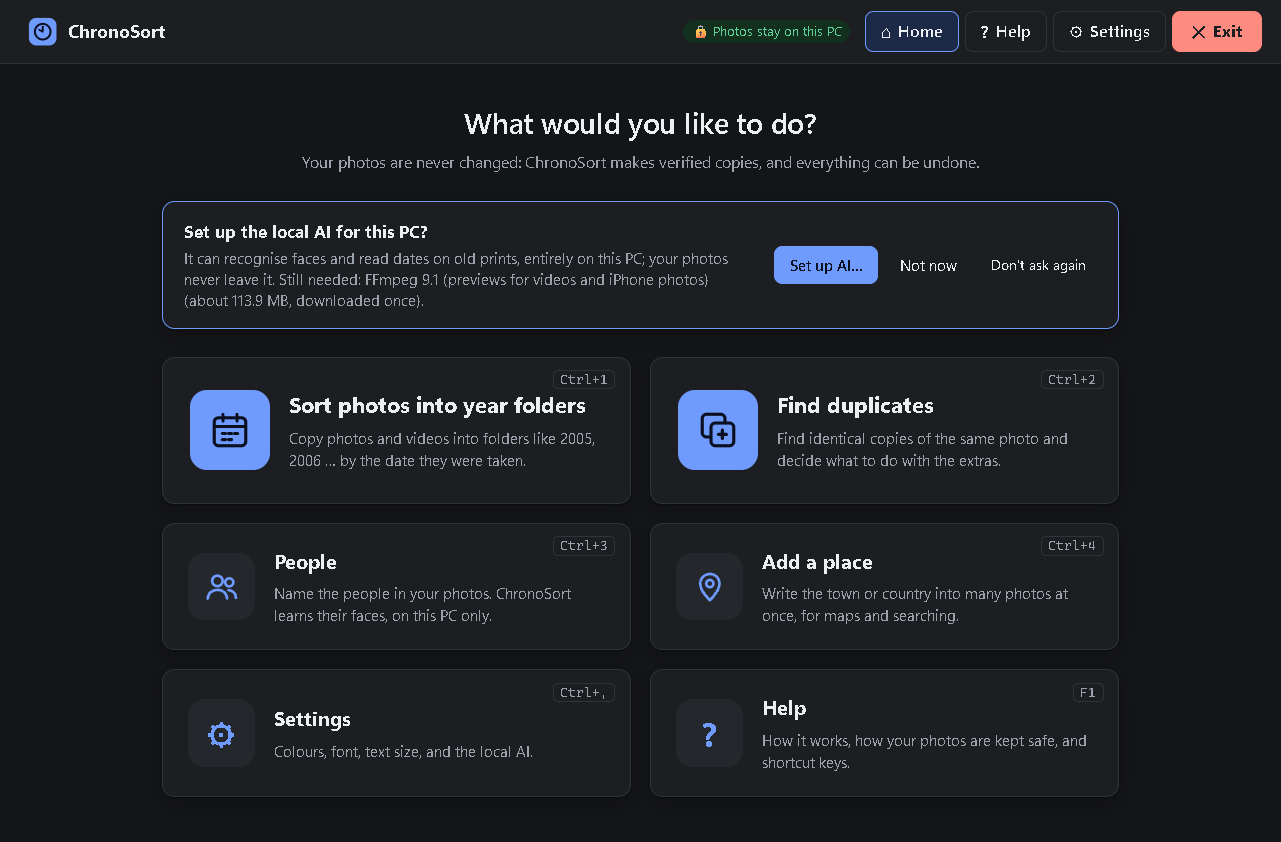 ChronoSort
Photos stay on this PC
Home
? Help
Settings
Exit
What would you like to do?
Your photos are never changed: ChronoSort makes verified copies, and everything can be undone.
Set up the local AI for this PC?
It can recognise faces and read dates on old prints, entirely on this PC; your photos
never leave it. Still needed: FFmpeg 9.1 (previews for videos and iPhone photos)
(about 113.9 MB, downloaded once).
Set up AI...
Not now
Don't ask again
Ctrl+1
Sort photos into year folders
Copy photos and videos into folders like 2005,
2006 ... by the date they were taken.
Ctrl+2
Find duplicates
Find identical copies of the same photo and
decide what to do with the extras.
Ctrl+3
People
Name the people in your photos. ChronoSort
learns their faces, on this PC only.
Ctrl+4
Add a place
Write the town or country into many photos at
once, for maps and searching.
Ctrl+,
Settings
Colours, font, text size, and the local AI.
F1
?
Help
How it works, how your photos are kept safe, and
shortcut keys.